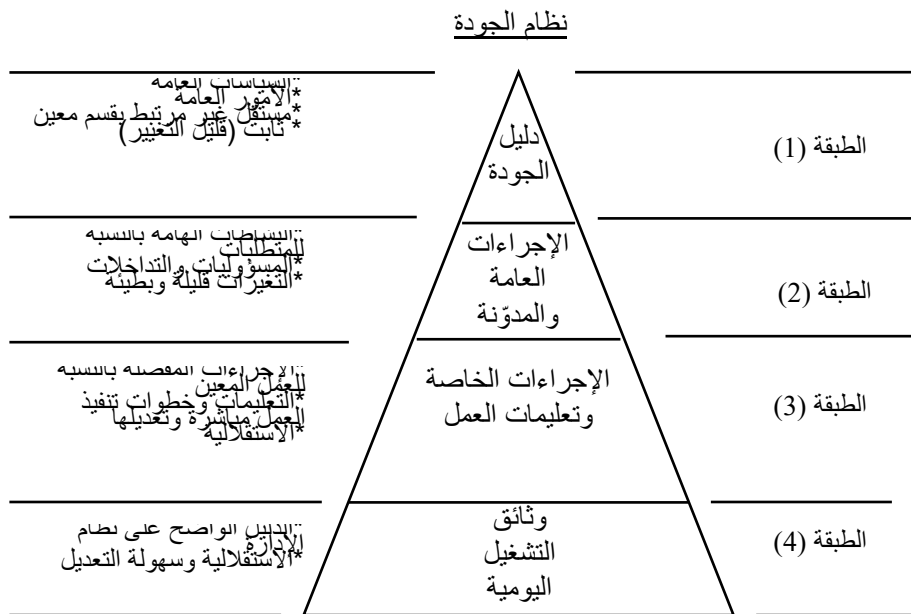 نظام الجودة
الطبقة (1)
دليل
الجودة
*السياسات العامة
*الأمور العامة
*مستقل غير مرتبط بقسم معين
* ثابت (قليل التغيير)
الطبقة (2)
الإجراءات
العامة
والمدوّنة
*النشاطات الهامة بالنسبة
للمتطلبات
*المسؤوليات والتداخلات
*التغيرات قليلة وبطيئة
الطبقة (3)
الإجراءات الخاصة
وتعليمات العمل
*الإجراءات المفصلة بالنسبة
للعمل المعين
*التعليمات وخطوات تنفيذ
العمل مباشرة وتعديلها
*الاستقلالية
الطبقة (4)
وثائق
التشغيل
اليومية
*الدليل الواضح على نظام
الإدارة
*الاستقلالية وسهولة التعديل